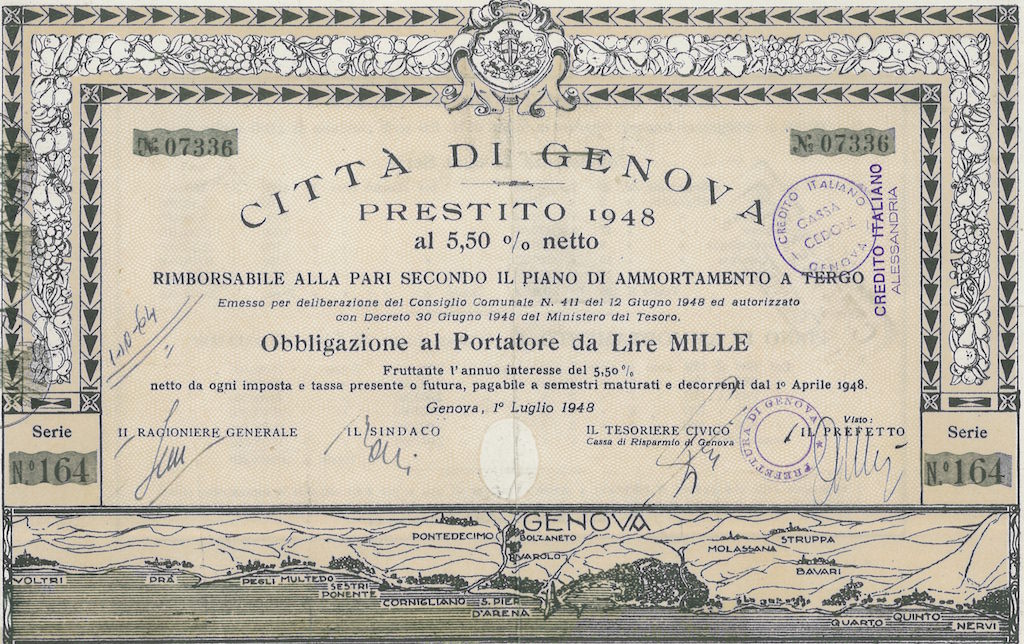 No 07336
No 07336
CITTÀ DI GENOVA
PRESTITO 1948
al 5,50 % netto
RIMBORSABILE ALLA PARI SECONDO IL PIANO DI AMMORTAMENTO A TERGO
Emesso per deliberazione del Consiglio Comunale N. 411 del 12 Giugno 1948 ed autorizzato
con Decreto 30 Giugno 1948 del Ministero del Tesoro.
Obbligazione al Portatore da Lire MILLE
Fruttante l'annuo interesse del 5,50 %
netto da ogni imposta e tassa presente o futura, pagabile a semestri maturati e decorrenti dal 1º Aprile 1948.
Genova, 1º Luglio 1948
CREDITO ITALIANO
CASSA
CEDOLE
GENOVA
CREDITO ITALIANO
ALESSANDRIA
1-10-64
Serie
N.º 164
IL RAGIONIERE GENERALE
IL SINDACO
IL TESORIERE CIVICO
Cassa di Risparmio di Genova
Visto:
IL PREFETTO
PREFETTURA DI GENOVA
Serie
N.º 164
GENOVA
PONTEDECIMO
BOLZANETO
RIVAROLO
STRUPPA
MOLASSANA
BAVARI
VOLTRI
PRÀ
PEGLI
MULTEDO
SESTRI
PONENTE
CORNIGLIANO
S. PIER
D'ARENA
QUARTO
QUINTO
NERVI